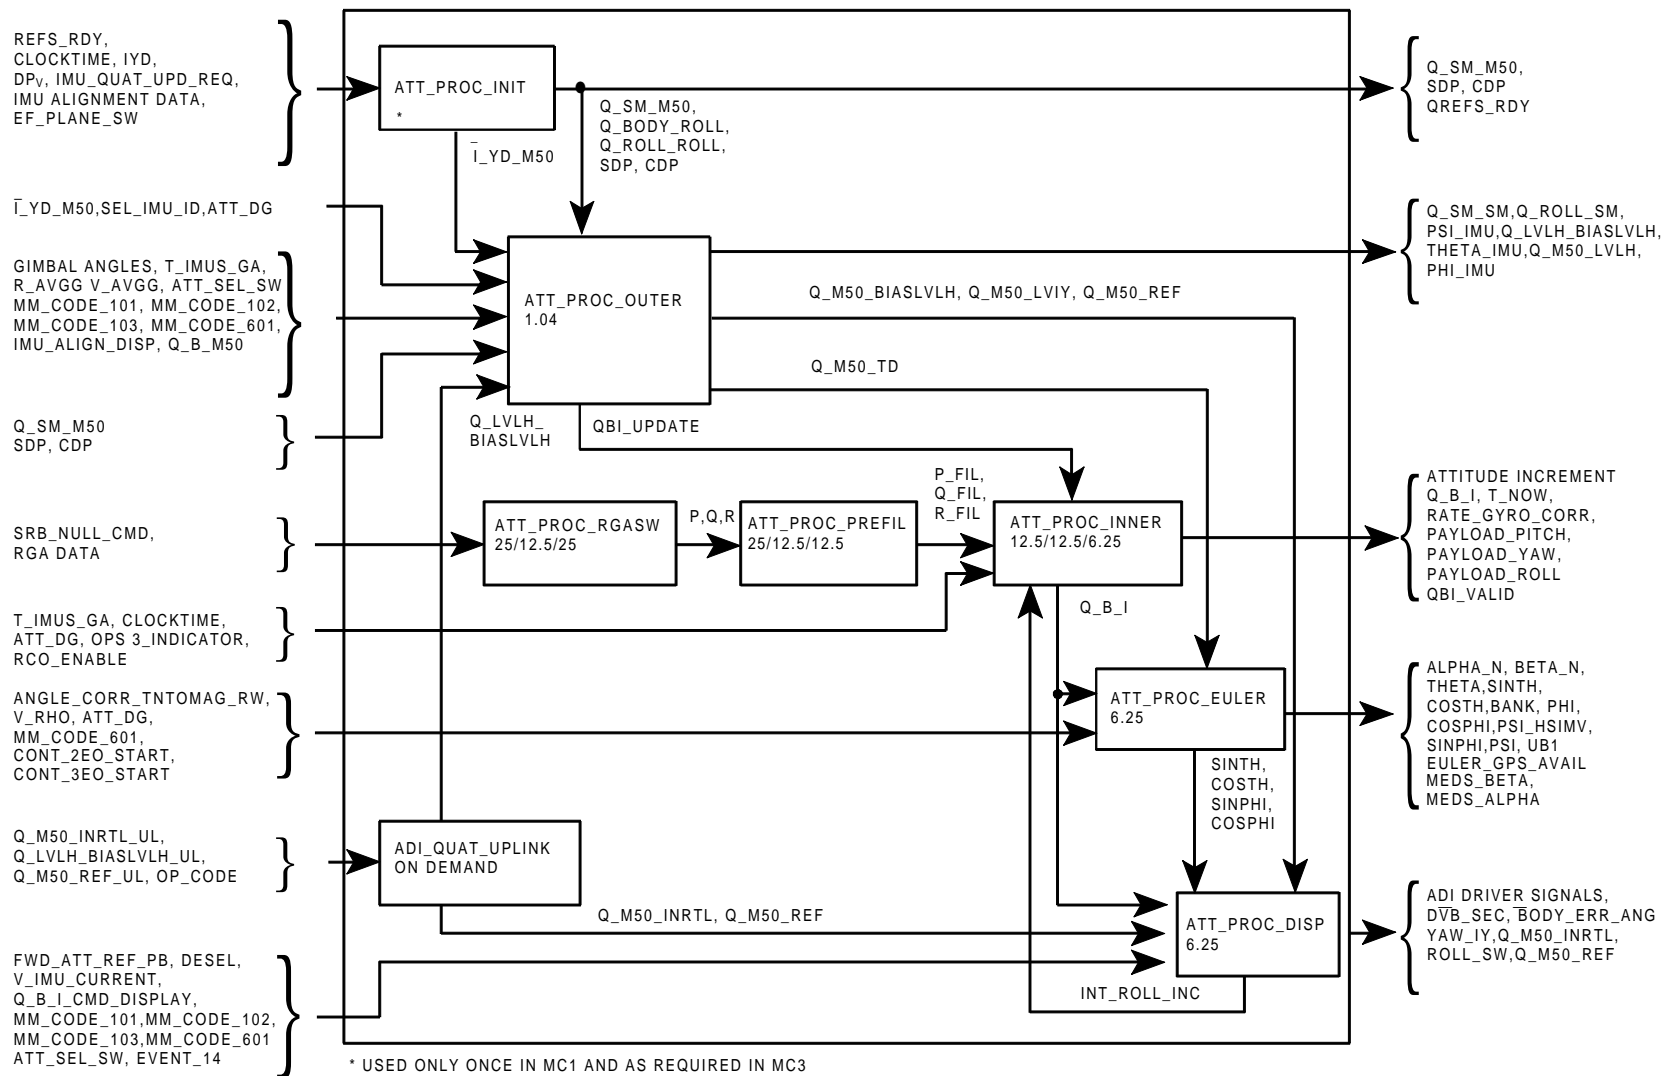 REFS_RDY,
CLOCKTIME, IYD,
DPV, IMU_QUAT_UPD_REQ,
IMU ALIGNMENT DATA,
EF_PLANE_SW
I_YD_M50,SEL_IMU_ID,ATT_DG
GIMBAL ANGLES, T_IMUS_GA,
R_AVGG V_AVGG, ATT_SEL_SW
MM_CODE_101, MM_CODE_102,
MM_CODE_103, MM_CODE_601,
IMU_ALIGN_DISP, Q_B_M50
Q_SM_M50
SDP, CDP
SRB_NULL_CMD,
RGA DATA
T_IMUS_GA, CLOCKTIME,
ATT_DG, OPS 3_INDICATOR,
RCO_ENABLE
ANGLE_CORR_TNTOMAG_RW,
V_RHO, ATT_DG,
MM_CODE_601,
CONT_2EO_START,
CONT_3EO_START
Q_M50_INRTL_UL,
Q_LVLH_BIASLVLH_UL,
Q_M50_REF_UL, OP_CODE
FWD_ATT_REF_PB, DESEL,
V_IMU_CURRENT,
Q_B_I_CMD_DISPLAY,
MM_CODE_101,MM_CODE_102,
MM_CODE_103,MM_CODE_601
ATT_SEL_SW, EVENT_14
ATT_PROC_INIT
*
I_YD_M50
Q_SM_M50,
Q_BODY_ROLL,
Q_ROLL_ROLL,
SDP, CDP
ATT_PROC_OUTER
1.04
Q_M50_BIASLVLH, Q_M50_LVIY, Q_M50_REF
Q_M50_TD
Q_LVLH_
BIASLVLH
QBI_UPDATE
ATT_PROC_RGASW
25/12.5/25
P,Q,R
ATT_PROC_PREFIL
25/12.5/12.5
P_FIL,
Q_FIL,
R_FIL
ATT_PROC_INNER
12.5/12.5/6.25
Q_B_I
ATT_PROC_EULER
6.25
SINTH,
COSTH,
SINPHI,
COSPHI
ADI_QUAT_UPLINK
ON DEMAND
Q_M50_INRTL, Q_M50_REF
ATT_PROC_DISP
6.25
INT_ROLL_INC
Q_SM_M50,
SDP, CDP
QREFS_RDY
Q_SM_SM,Q_ROLL_SM,
PSI_IMU,Q_LVLH_BIASLVLH,
THETA_IMU,Q_M50_LVLH,
PHI_IMU
ATTITUDE INCREMENT
Q_B_I, T_NOW,
RATE_GYRO_CORR,
PAYLOAD_PITCH,
PAYLOAD_YAW,
PAYLOAD_ROLL
QBI_VALID
ALPHA_N, BETA_N,
THETA,SINTH,
COSTH,BANK, PHI,
COSPHI,PSI_HSIMV,
SINPHI,PSI, UB1
EULER_GPS_AVAIL
MEDS_BETA,
MEDS_ALPHA
ADI DRIVER SIGNALS,
DVB_SEC, BODY_ERR_ANG
YAW_IY,Q_M50_INRTL,
ROLL_SW,Q_M50_REF
* USED ONLY ONCE IN MC1 AND AS REQUIRED IN MC3